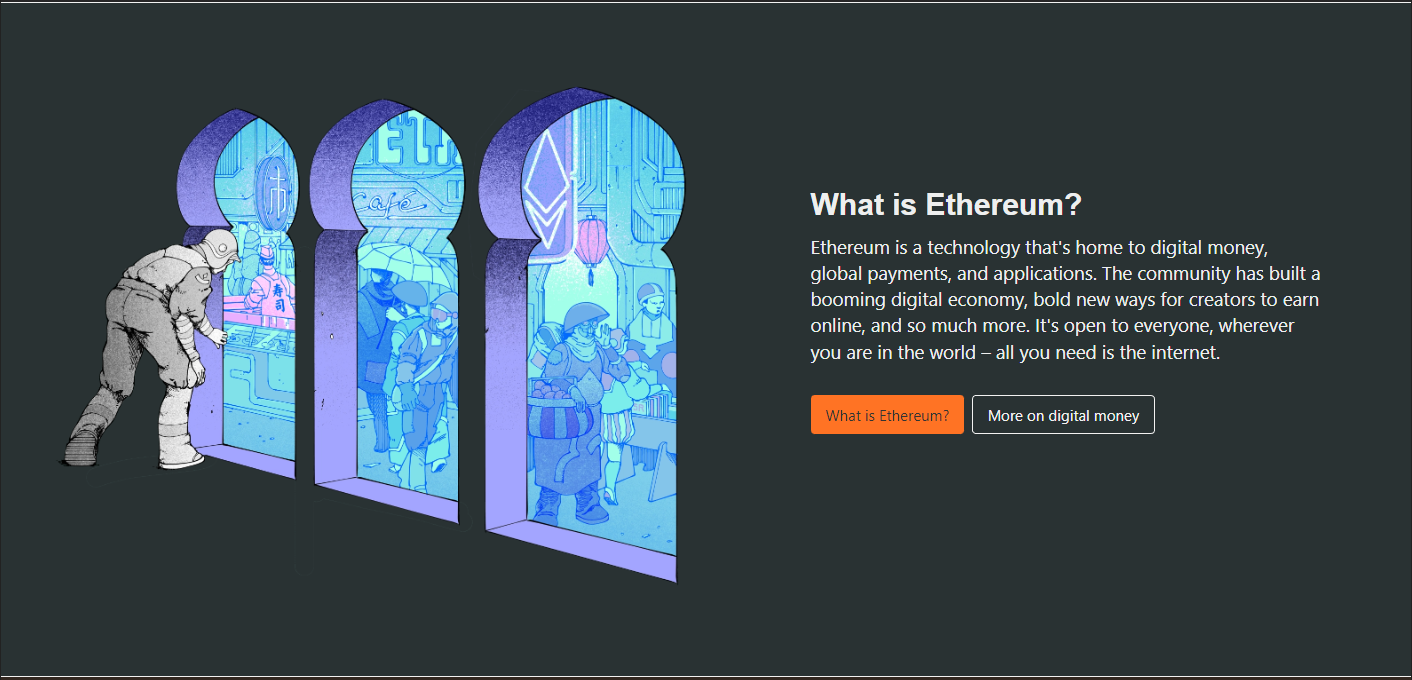 市
ETH
Café
寿
司
What is Ethereum?
Ethereum is a technology that's home to digital money,
global payments, and applications. The community has built a
booming digital economy, bold new ways for creators to earn
online, and so much more. It's open to everyone, wherever
you are in the world – all you need is the internet.
What is Ethereum? More on digital money